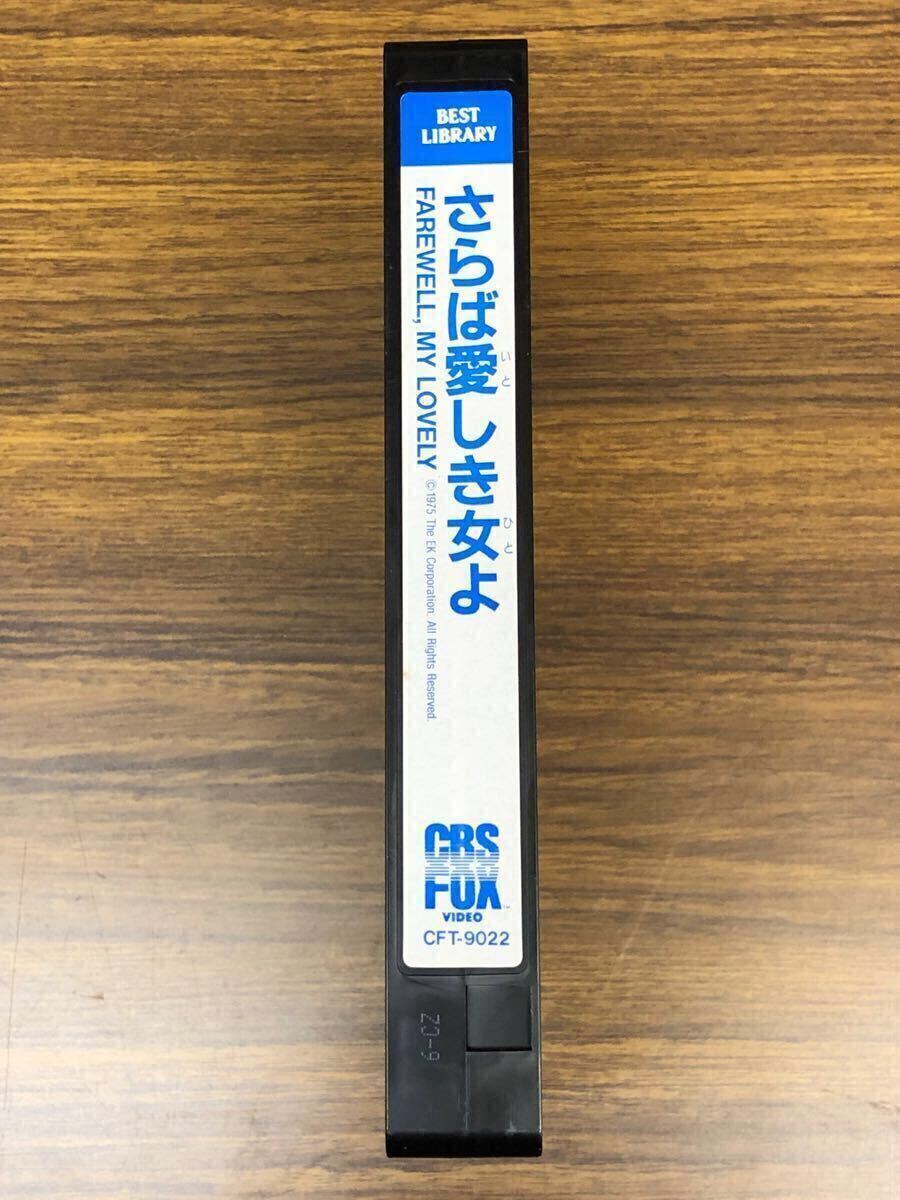 BEST
LIBRARY
さらば愛しき女よ
いと
ひと
FAREWELL, MY LOVELY
©1975 The EK Corporation. All Rights Reserved.
CBS
FOX
™
VIDEO
CFT-9022